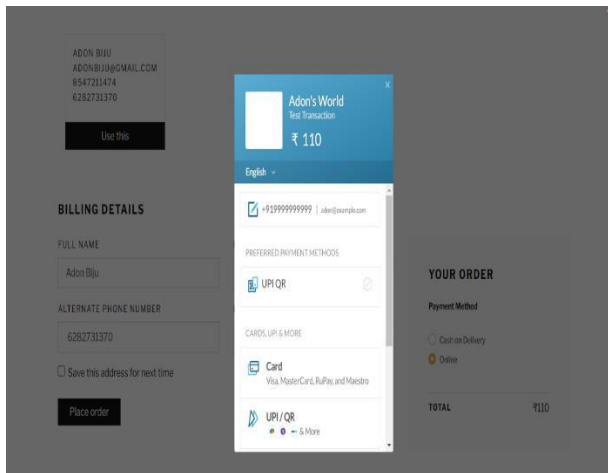 ADON BIJU
ADONBIJU@GMAIL.COM
8547211474
6282731370
Use this
BILLING DETAILS
FULL NAME
Adon Biju
ALTERNATE PHONE NUMBER
6282731370
Save this address for next time
Place order
x
Adon's World
Test Transaction
₹ 110
English
+919999999999 | adon@example.com
PREFERRED PAYMENT METHODS
UPI QR
CARDS, UPI & MORE
Card
Visa, MasterCard, RuPay, and Maestro
UPI / QR
& More
YOUR ORDER
Payment Method
Cash on Delivery
Online
TOTAL ₹110